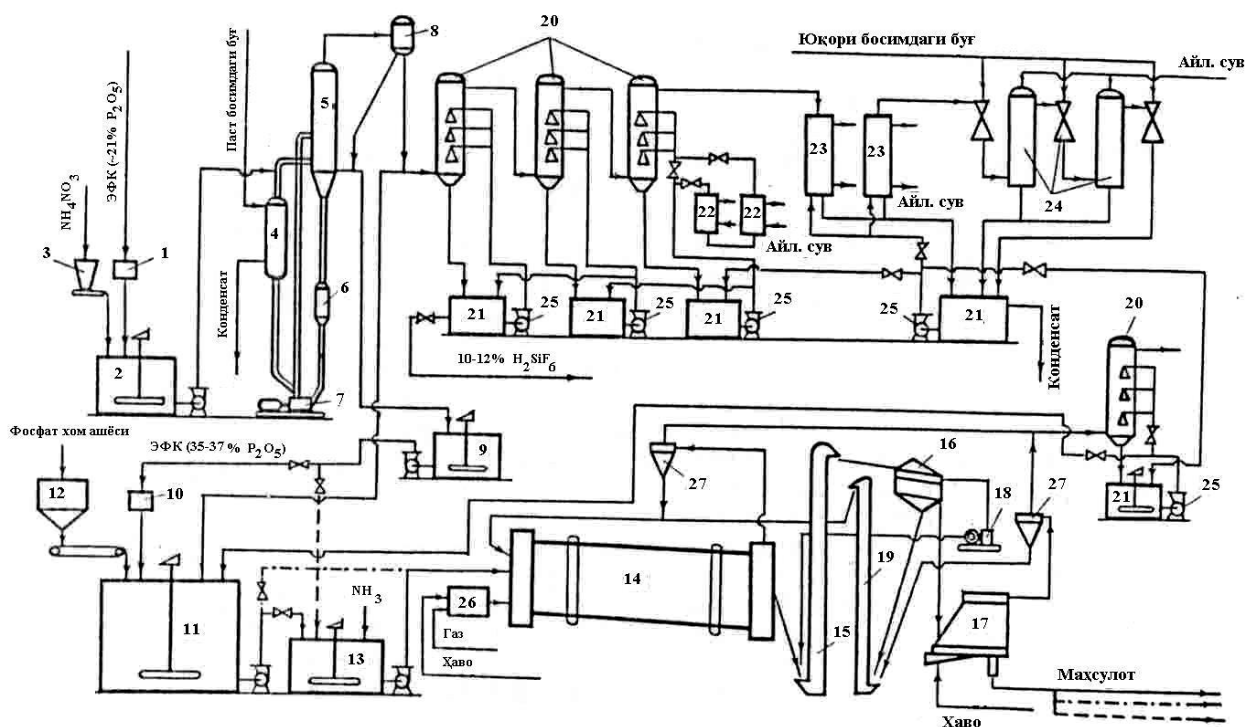 20
8
Юқори босимдаги буғ
Айл. сув
ЭФК (~21% P2O5)
Паст босимдаги буғ
5
NH4NO3
23
23
24
22
22
Айл. сув
Айл. сув
3
1
4
6
Конденсат
2
7
21
25
21
25
21
25
25
21
10-12% H2SiF6
Конденсат
20
Фосфат хом ашёси
ЭФК (35-37 % P2O5)
9
12
10
27
16
18
27
21
25
19
14
NH3
26
11
13
15
17
Газ
Ҳаво
Маҳсулот
Ҳаво